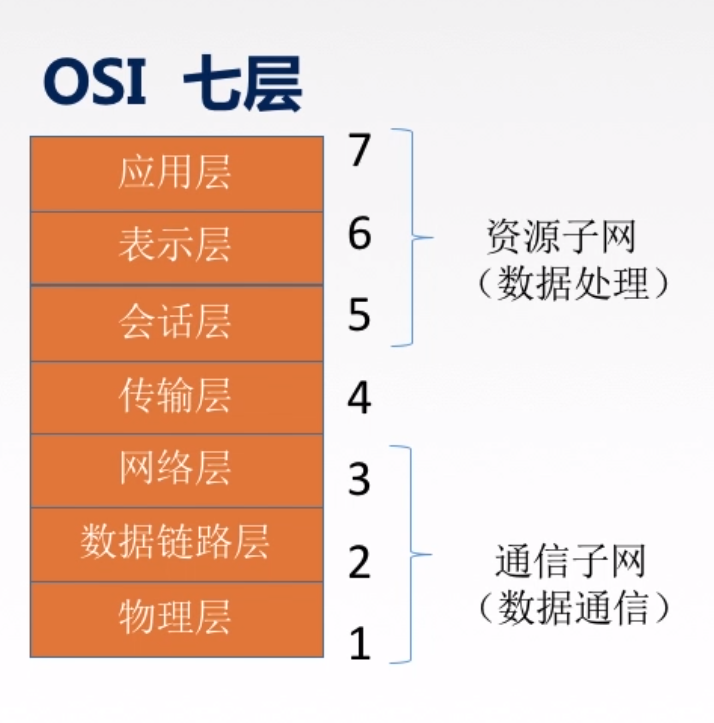 OSI 七层
应用层 7
表示层 6
会话层 5
传输层 4
网络层 3
数据链路层 2
物理层 1
资源子网
（数据处理）
通信子网
（数据通信）